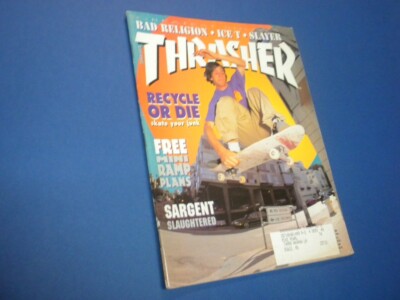 BAD RELIGION • ICE T • SLAYER
THRASHER
RECYCLE
OR DIE
skate your junk
FREE
MINI
RAMP
PLANS
SARGENT
SLAUGHTERED